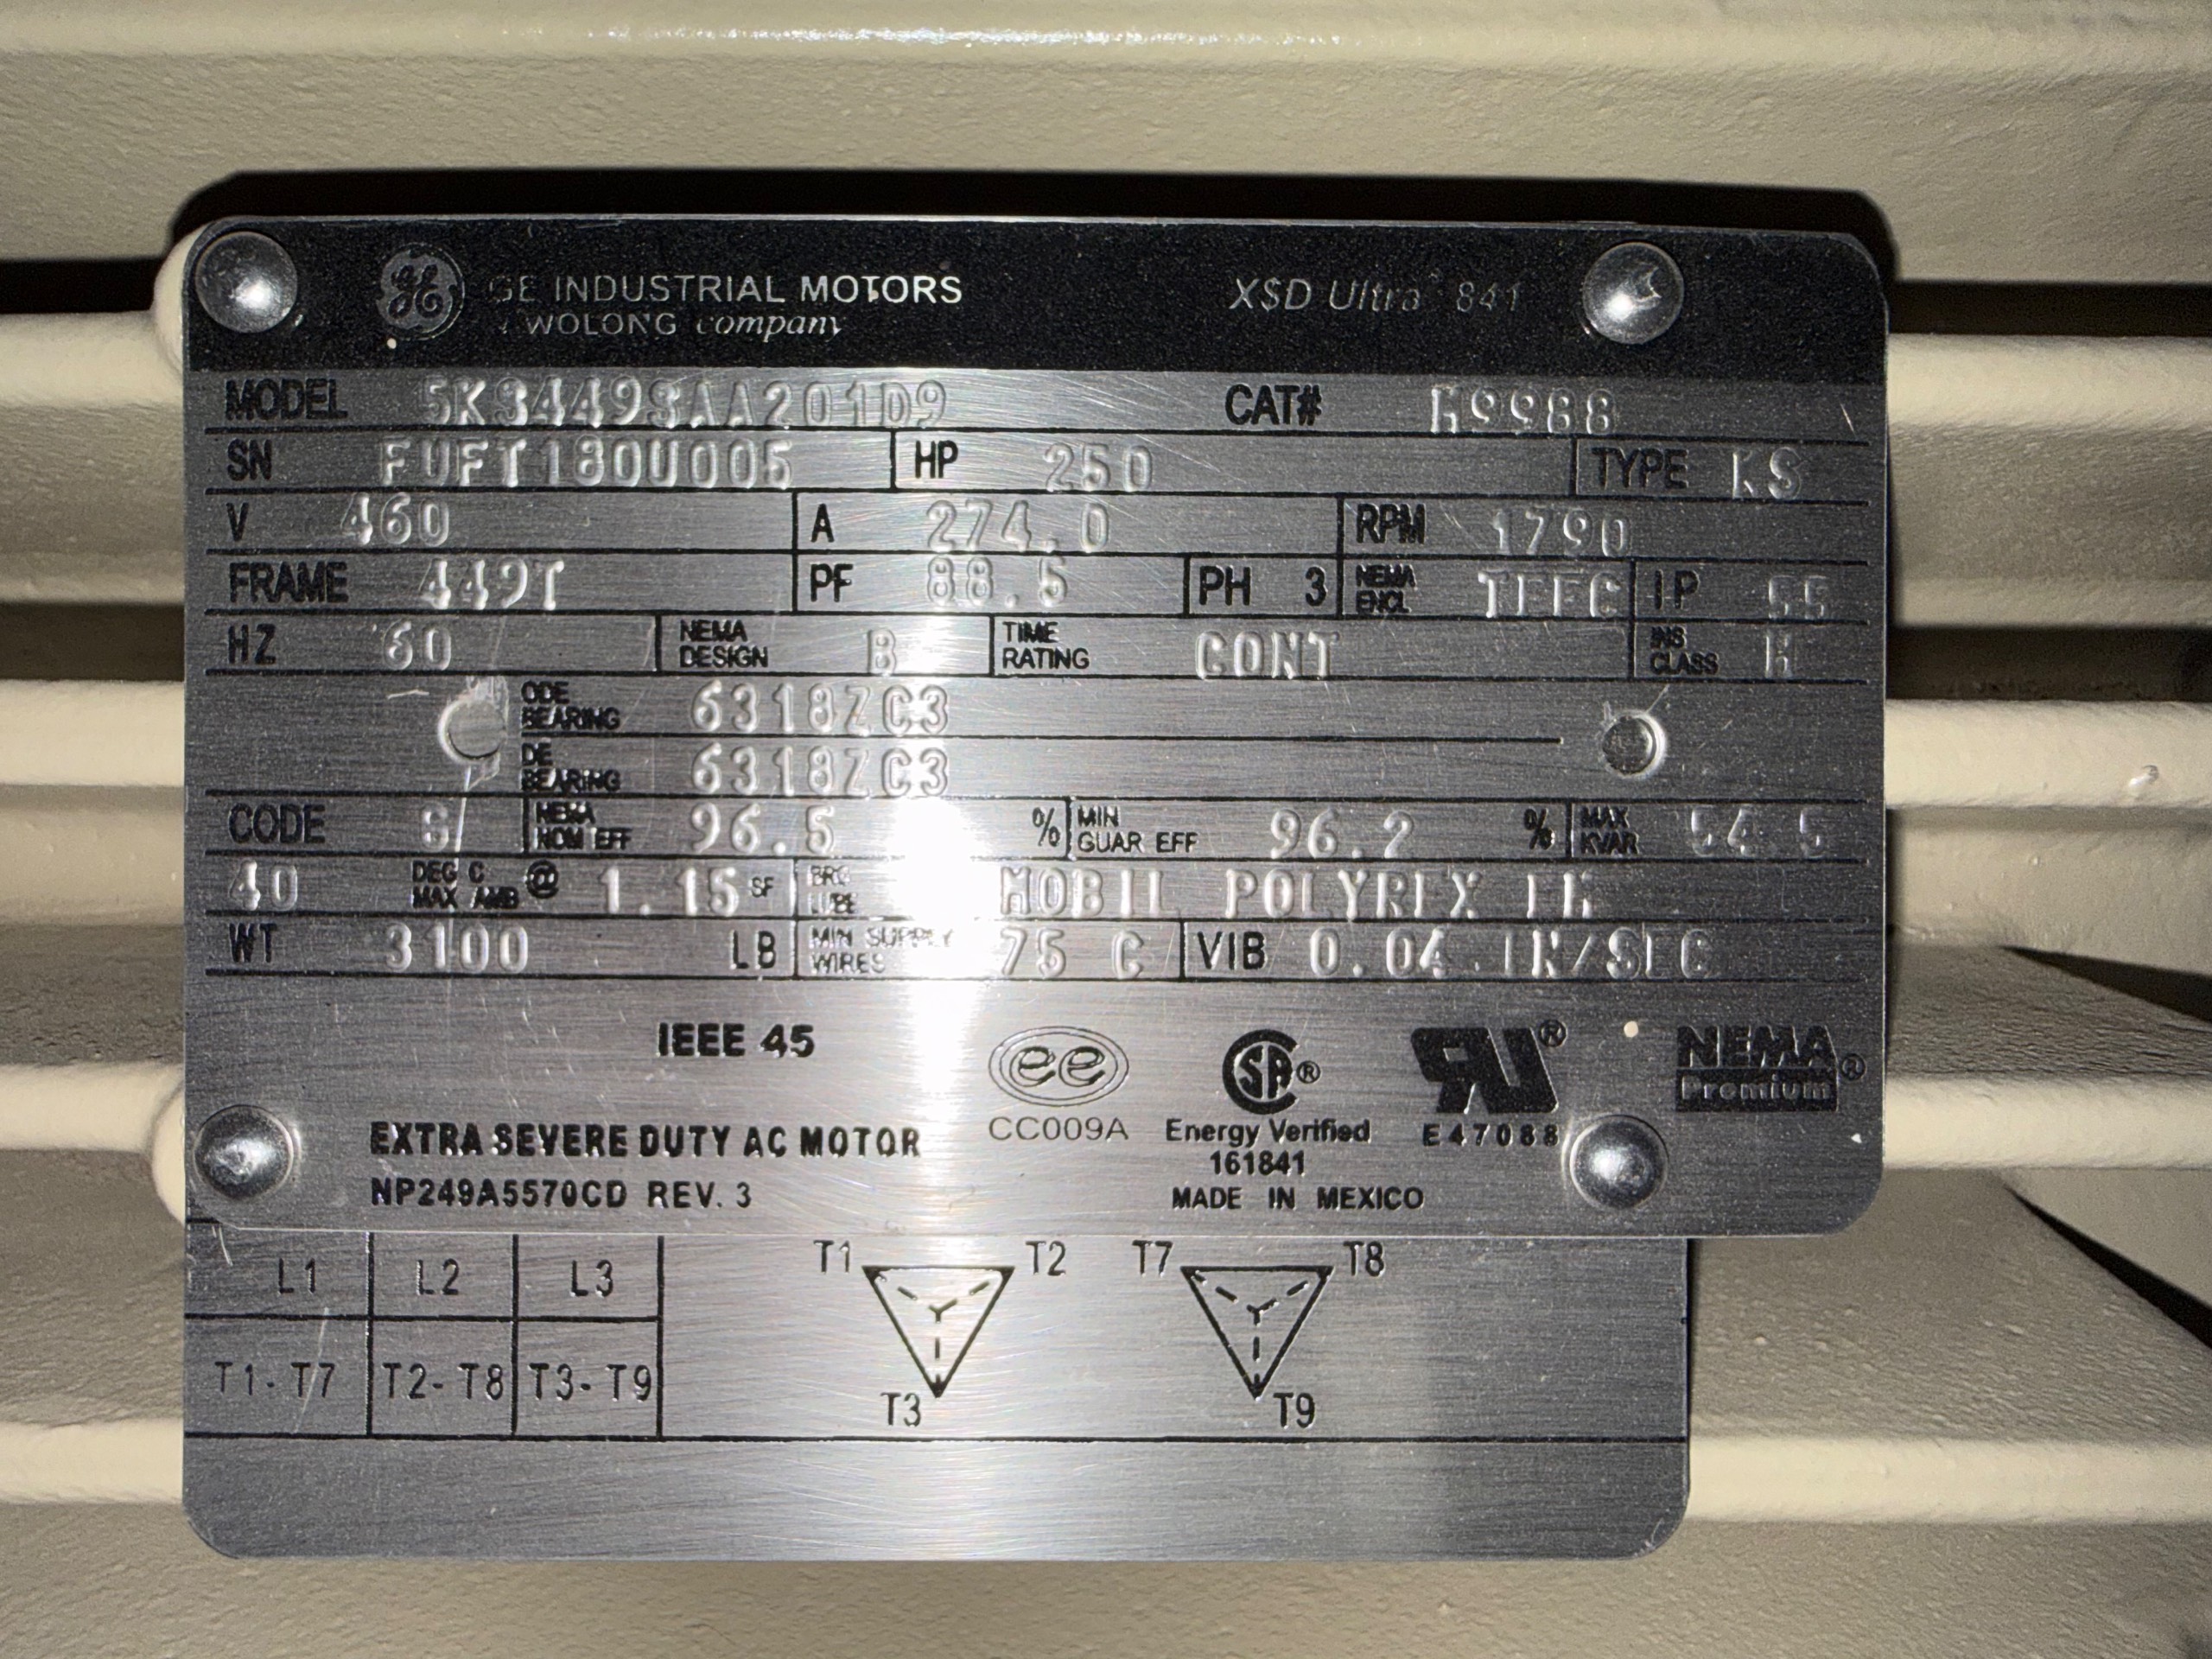 GE INDUSTRIAL MOTORS XSD Ultra 841
A WOLONG company
MODEL 5KS449SAA201D9 CAT# M9988
SN FUFT180U005 HP 250 TYPE KS
V 460 A 274.0 RPM 1790
FRAME 449T PF 88.5 PH 3 NEMA ENCL TEFC IP 55
HZ 60 NEMA DESIGN B TIME RATING CONT INS CLASS H
ODE BEARING 6318ZC3
DE BEARING 6318ZC3
CODE G NEMA NOM EFF 96.5 % MIN GUAR EFF 96.2 % MAX KVAR 54.5
40 DEG C MAX AMB @ 1.15 SF BRG LUBE MOBIL POLYREX EM
WT 3100 LB MIN SUPPLY WIRES 75 C VIB 0.04 IN/SEC
IEEE 45
ee CSA ® RU ® NEMA Premium ®
CC009A Energy Verified E47088
161841
EXTRA SEVERE DUTY AC MOTOR
NP249A5570CD REV. 3 MADE IN MEXICO
L1 L2 L3 T1 T2 T7 T8
T1-T7 T2-T8 T3-T9 T3 T9